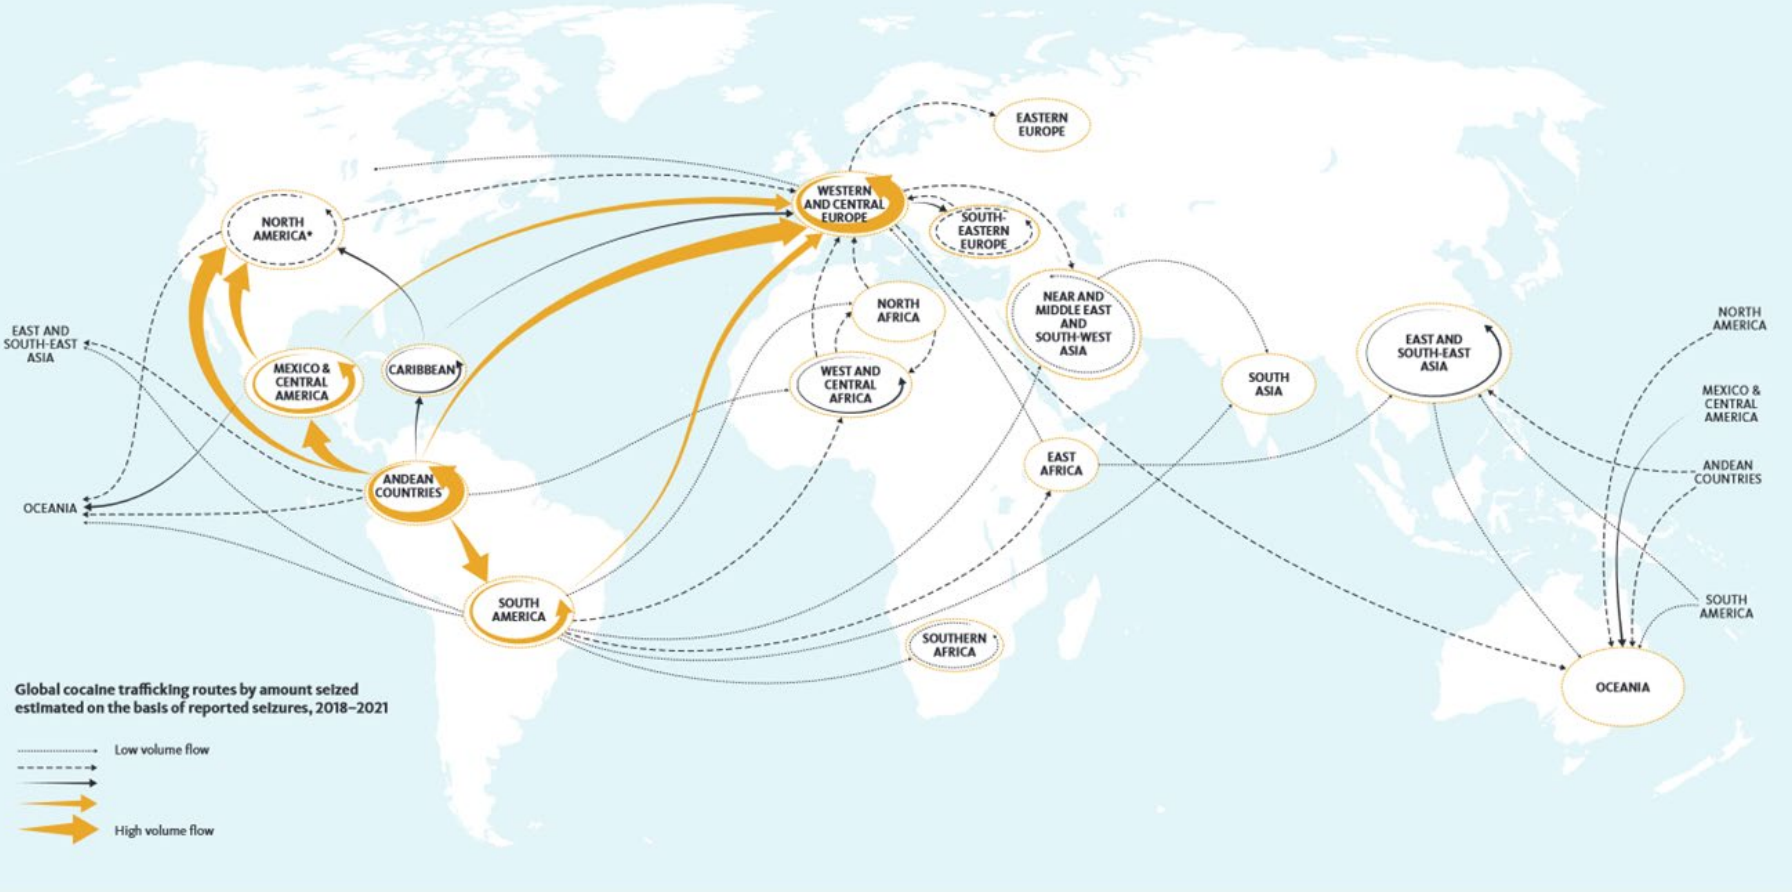 EASTERN
EUROPE
WESTERN
AND CENTRAL
EUROPE
NORTH
AMERICA*
SOUTH-
EASTERN
EUROPE
NEAR AND
MIDDLE EAST
AND
SOUTH-WEST
ASIA
NORTH
AFRICA
EAST AND
SOUTH-EAST
ASIA
MEXICO &
CENTRAL
AMERICA
CARIBBEAN
WEST AND
CENTRAL
AFRICA
SOUTH
ASIA
EAST AND
SOUTH-EAST
ASIA
NORTH
AMERICA
MEXICO &
CENTRAL
AMERICA
ANDEAN
COUNTRIES
SOUTH
AMERICA
OCEANIA
ANDEAN
COUNTRIES
EAST
AFRICA
SOUTH
AMERICA
SOUTHERN
AFRICA
OCEANIA
Global cocaine trafficking routes by amount seized
estimated on the basis of reported seizures, 2018–2021
Low volume flow
High volume flow